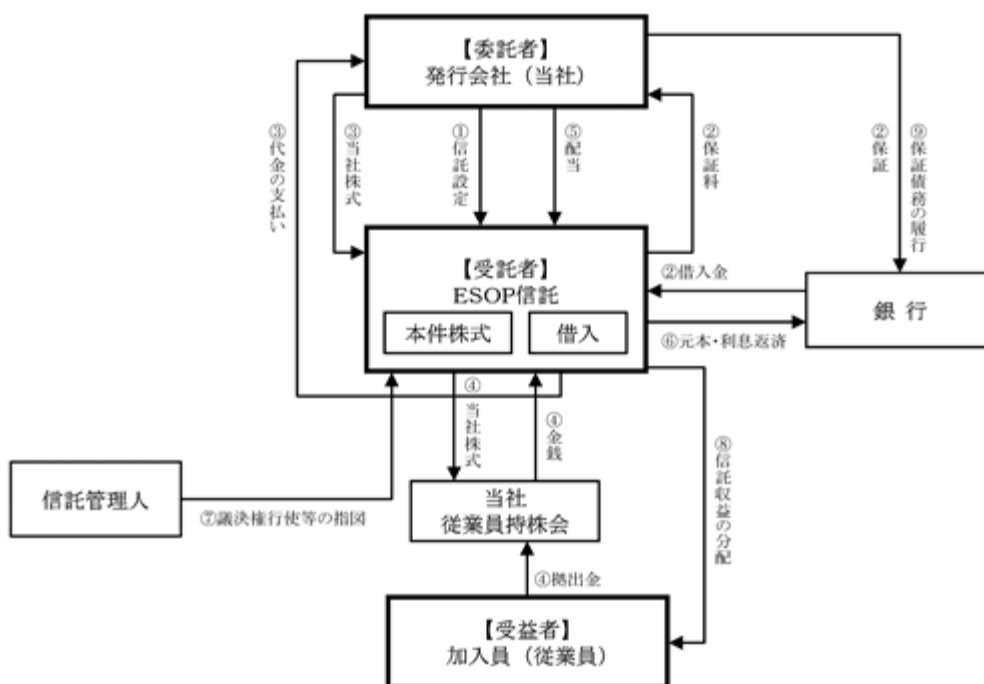 【委託者】
発行会社（当社）
③代金の支払い
③当社株式
①信託設定
⑤配当
②保証料
②保証
⑨保証債務の履行
【受託者】
ESOP信託
本件株式
借入
②借入金
⑥元本・利息返済
銀 行
④当社株式
④金銭
⑧信託収益の分配
信託管理人
⑦議決権行使等の指図
当社
従業員持株会
④拠出金
【受益者】
加入員（従業員）